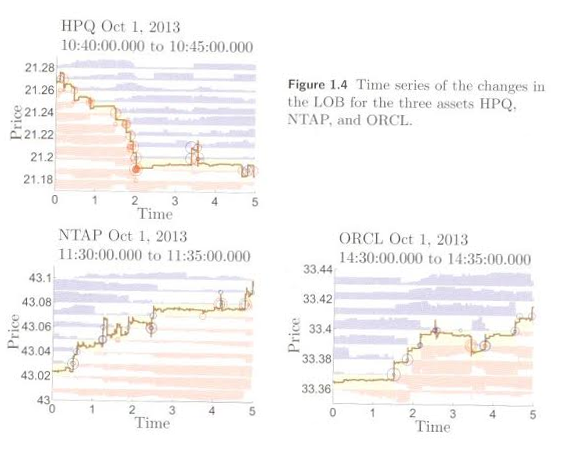 HPQ Oct 1, 2013
10:40:00.000 to 10:45:00.000
21.28
21.26
21.24
21.22
21.2
21.18
Price
0 1 2 3 4 5
Time
Figure 1.4 Time series of the changes in
the LOB for the three assets HPQ,
NTAP, and ORCL.
NTAP Oct 1, 2013
11:30:00.000 to 11:35:00.000
43.1
43.08
43.06
43.04
43.02
43
Price
0 1 2 3 4 5
Time
ORCL Oct 1, 2013
14:30:00.000 to 14:35:00.000
33.44
33.42
33.4
33.38
33.36
Price
0 1 2 3 4 5
Time